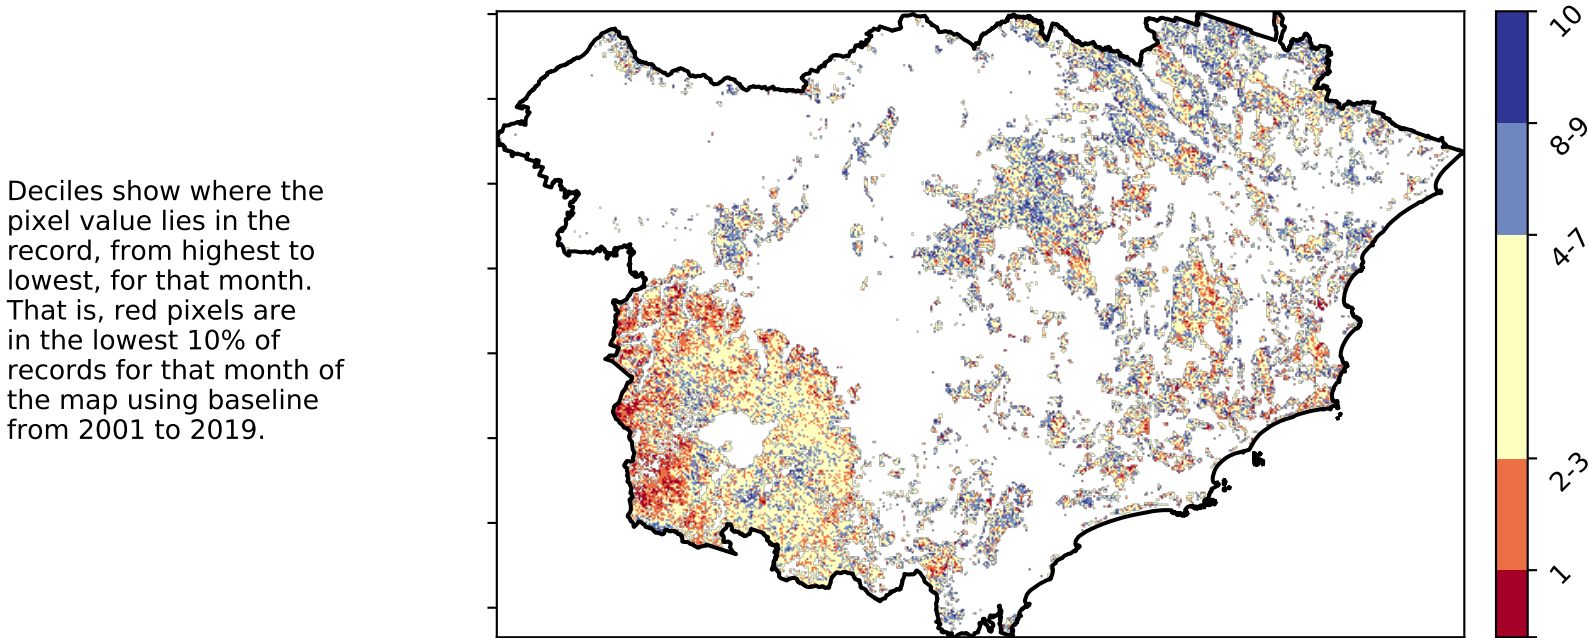 Deciles show where the
pixel value lies in the
record, from highest to
lowest, for that month.
That is, red pixels are
in the lowest 10% of
records for that month of
the map using baseline
from 2001 to 2019.
10
8-9
4-7
2-3
1